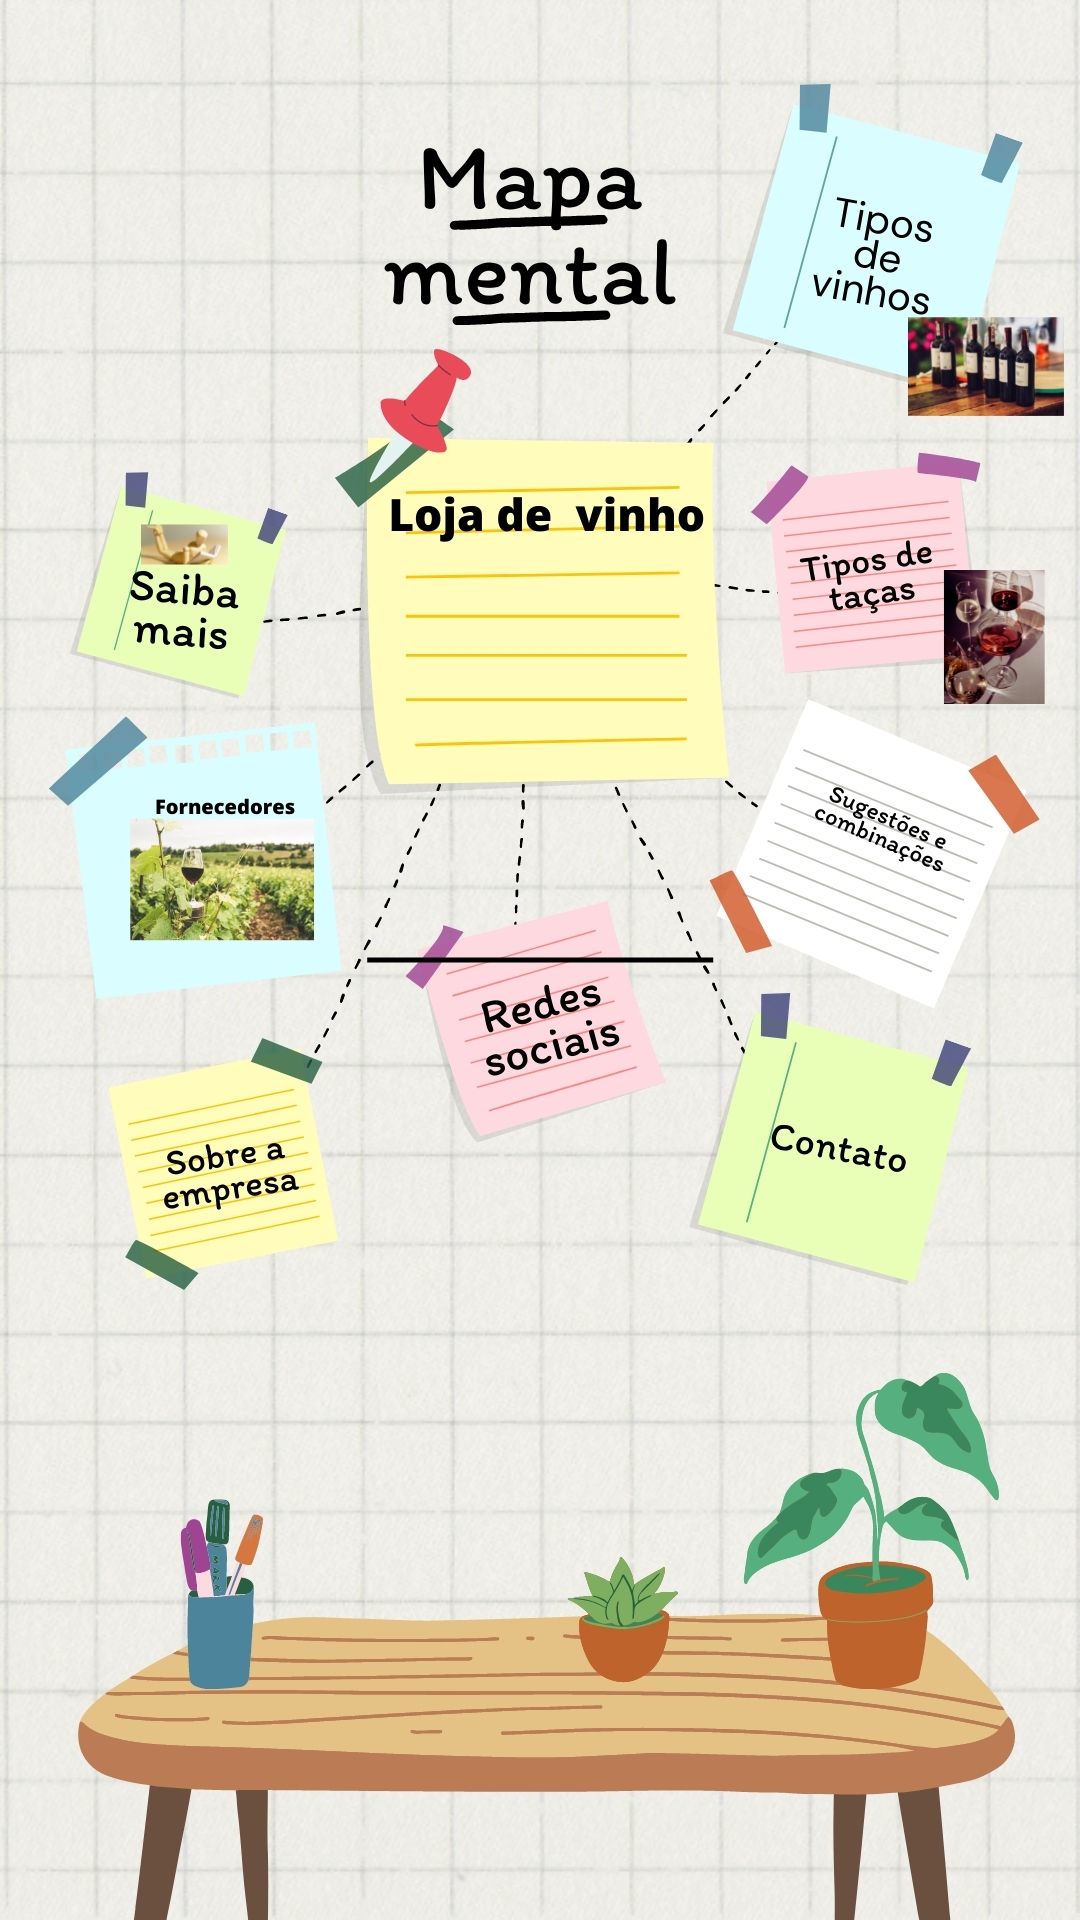 Mapa
mental
Tipos
de
vinhos
Loja de  vinho
Saiba
mais
Tipos de
taças
Fornecedores
Sugestões e
combinações
Redes
sociais
Sobre a
empresa
Contato